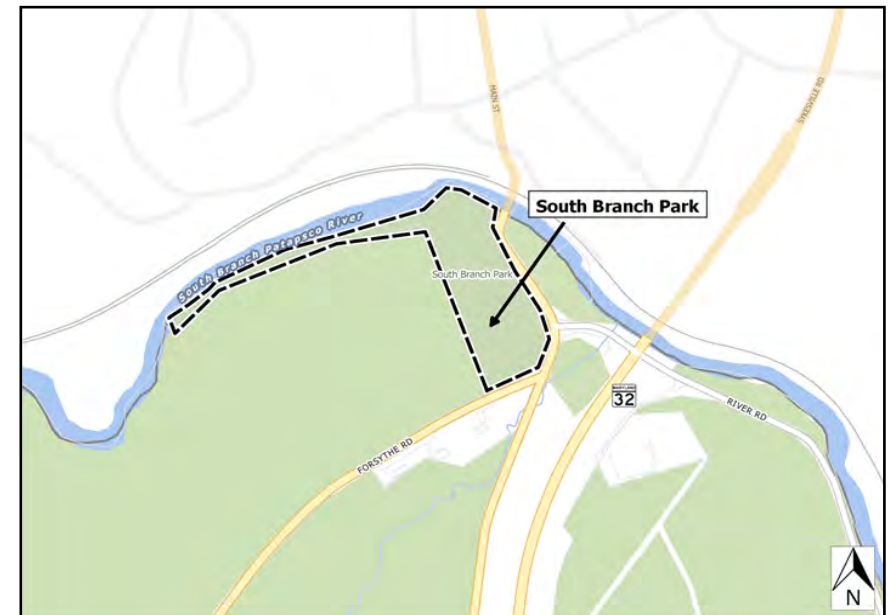 MAIN ST
SYKESVILLE RD
South Branch Park
South Branch Patapsco River
South Branch Park
MARYLAND
32
RIVER RD
FORSYTHE RD
N